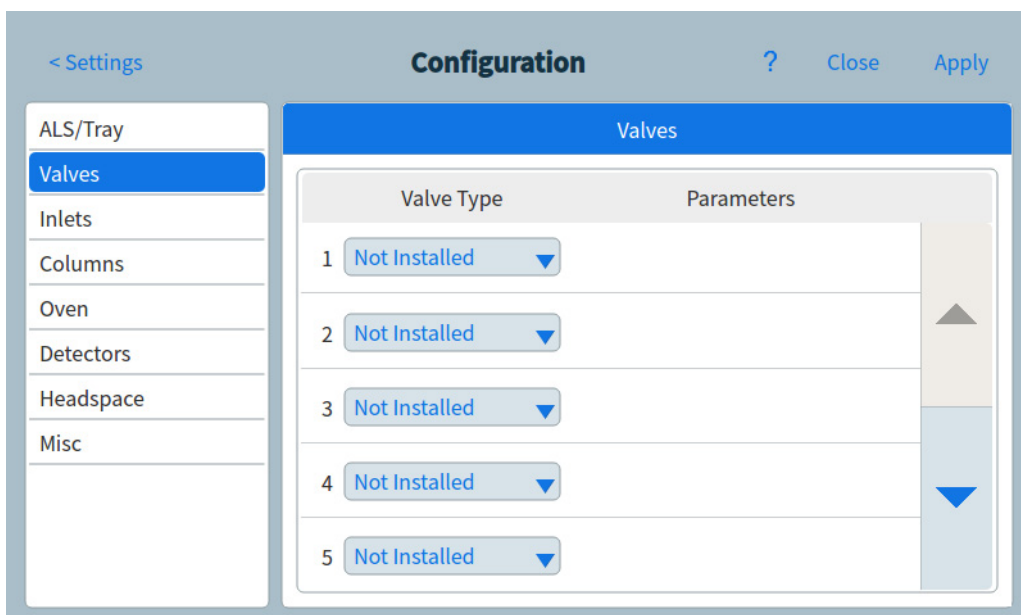 < Settings Configuration ? Close Apply
ALS/Tray
Valves
Inlets
Columns
Oven
Detectors
Headspace
Misc
Valves
Valve Type Parameters
1 Not Installed
2 Not Installed
3 Not Installed
4 Not Installed
5 Not Installed